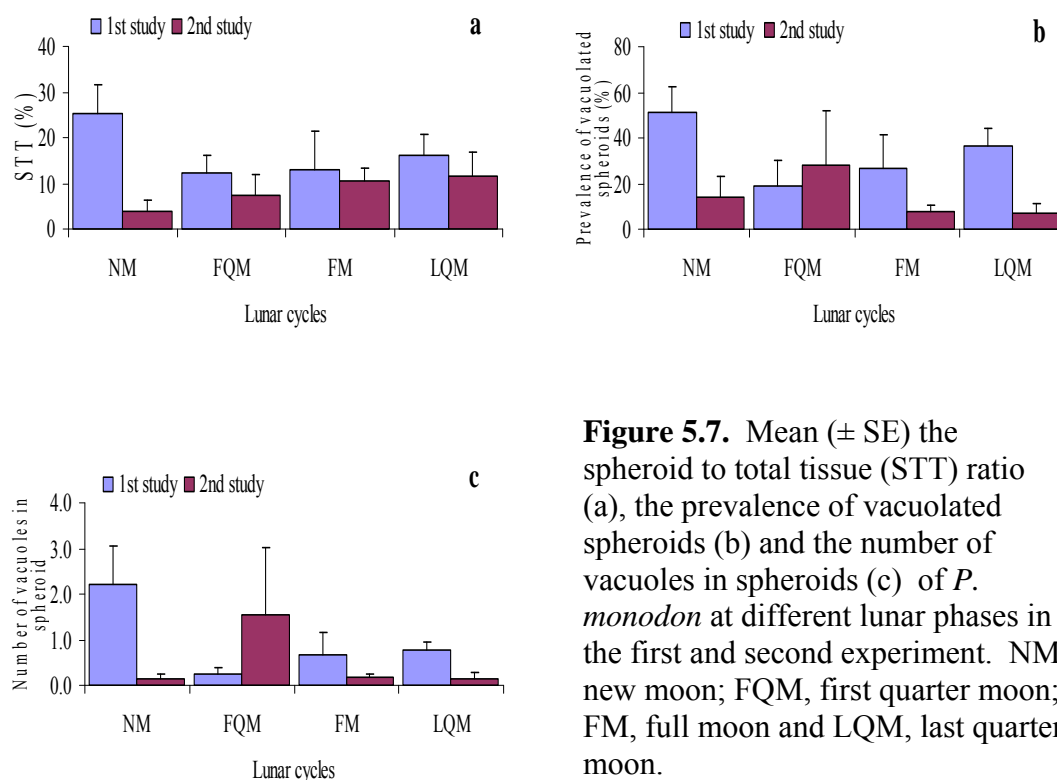 1st study 2nd study
a
STT (%)
40
30
20
10
0
NM FQM FM LQM
Lunar cycles
1st study 2nd study
b
Prevalence of vacuolated
spheroids (%)
80
60
40
20
0
NM FQM FM LQM
Lunar cycles
1st study 2nd study
c
Number of vacuoles in
spheroid
4.0
3.0
2.0
1.0
0.0
NM FQM FM LQM
Lunar cycles
Figure 5.7. Mean (± SE) the
spheroid to total tissue (STT) ratio
(a), the prevalence of vacuolated
spheroids (b) and the number of
vacuoles in spheroids (c) of P.
monodon at different lunar phases in
the first and second experiment. NM
new moon; FQM, first quarter moon;
FM, full moon and LQM, last quarter
moon.